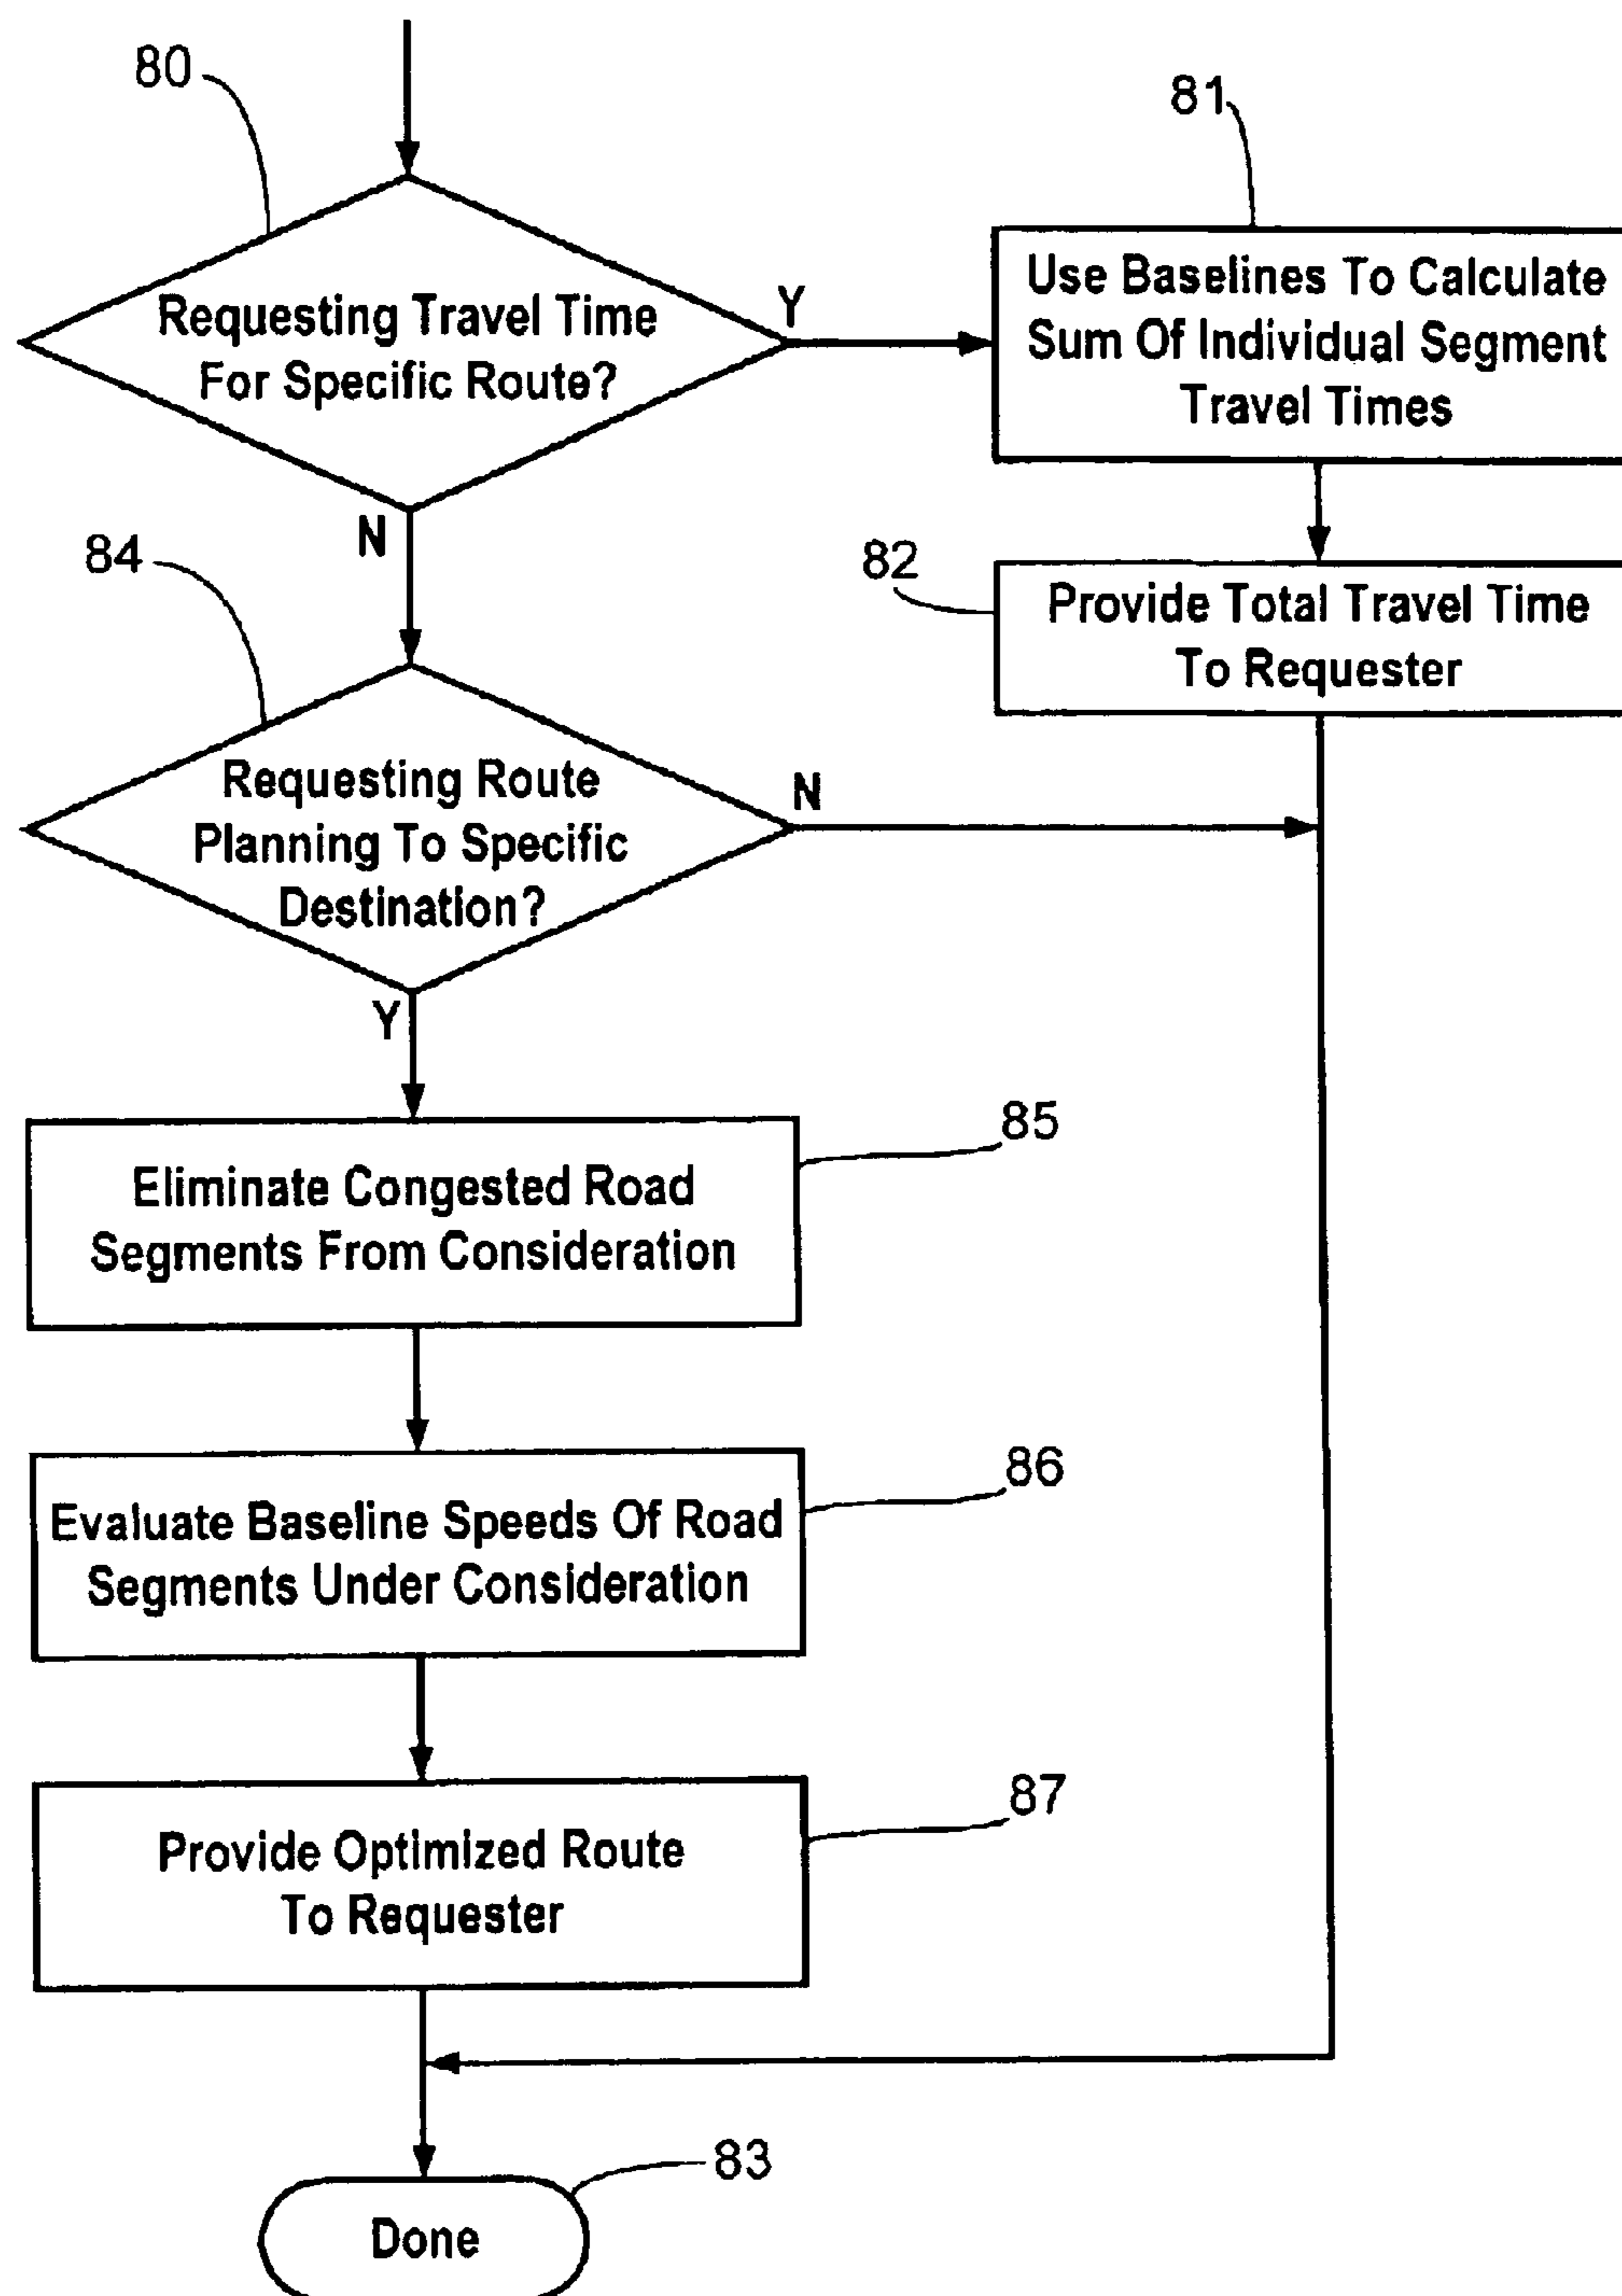 80
81
Requesting Travel Time
For Specific Route?
Y
N
Use Baselines To Calculate
Sum Of Individual Segment
Travel Times
82
Provide Total Travel Time
To Requester
84
Requesting Route
Planning To Specific
Destination?
N
Y
85
Eliminate Congested Road
Segments From Consideration
86
Evaluate Baseline Speeds Of Road
Segments Under Consideration
87
Provide Optimized Route
To Requester
83
Done